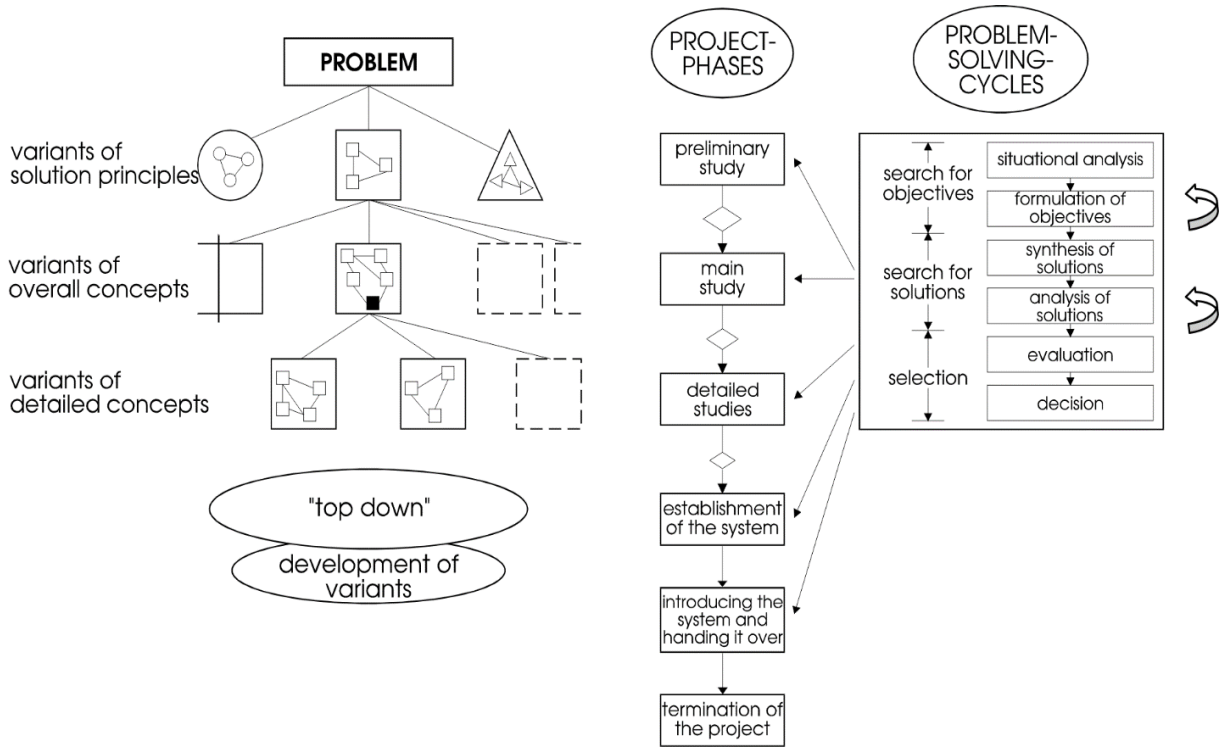 PROBLEM
variants of
solution principles
variants of
overall concepts
variants of
detailed concepts
"top down"
development of
variants
PROJECT-
PHASES
preliminary
study
main
study
detailed
studies
establishment
of the system
introducing the
system and
handing it over
termination of
the project
PROBLEM-
SOLVING-
CYCLES
search for
objectives
search for
solutions
selection
situational analysis
formulation of
objectives
synthesis of
solutions
analysis of
solutions
evaluation
decision